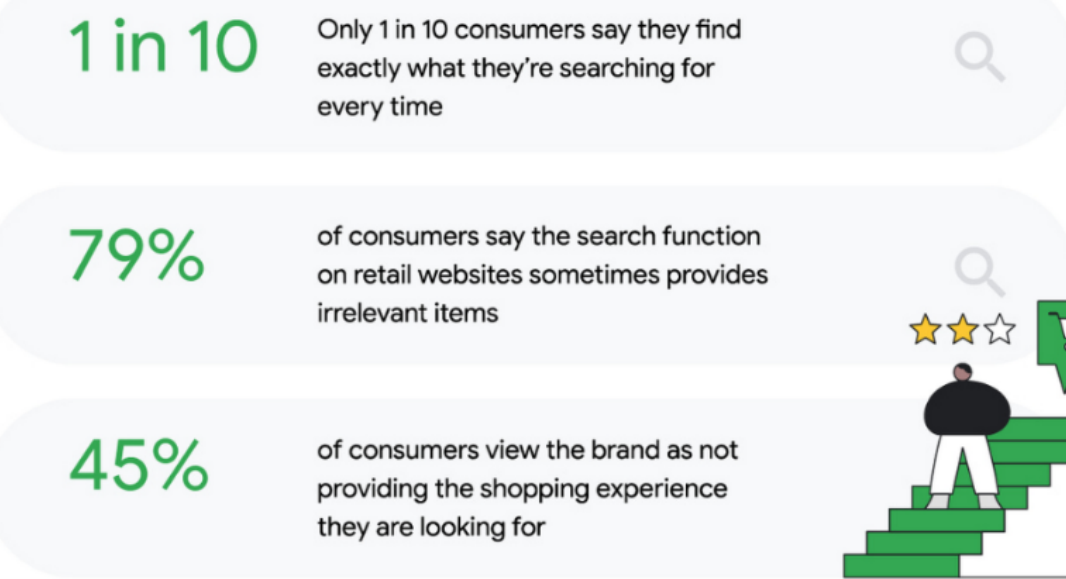 1 in 10
Only 1 in 10 consumers say they find
exactly what they're searching for
every time
79%
of consumers say the search function
on retail websites sometimes provides
irrelevant items
45%
of consumers view the brand as not
providing the shopping experience
they are looking for